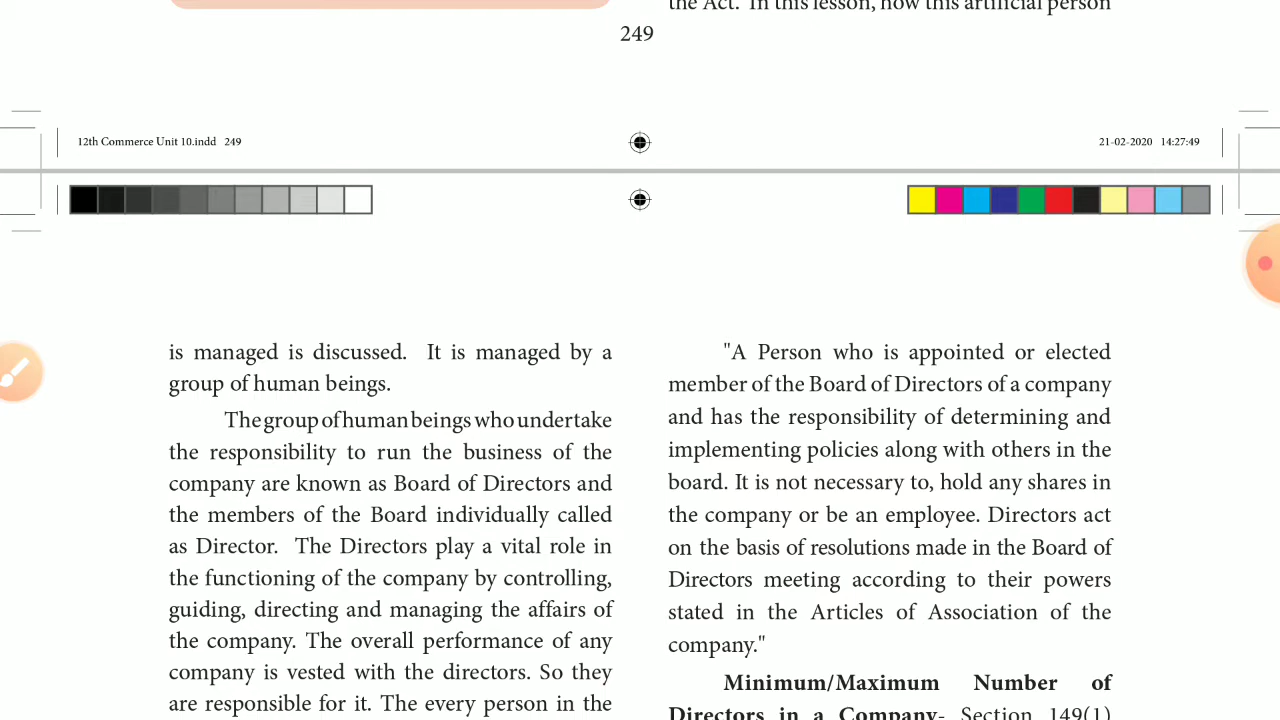 the Act. In this lesson, how this artificial person
249
12th Commerce Unit 10.indd 249
21-02-2020 14:27:49
is managed is discussed. It is managed by a
group of human beings.
The group of human beings who undertake
the responsibility to run the business of the
company are known as Board of Directors and
the members of the Board individually called
as Director. The Directors play a vital role in
the functioning of the company by controlling,
guiding, directing and managing the affairs of
the company. The overall performance of any
company is vested with the directors. So they
are responsible for it. The every person in the
"A Person who is appointed or elected
member of the Board of Directors of a company
and has the responsibility of determining and
implementing policies along with others in the
board. It is not necessary to, hold any shares in
the company or be an employee. Directors act
on the basis of resolutions made in the Board of
Directors meeting according to their powers
stated in the Articles of Association of the
company."
Minimum/Maximum Number of
Directors in a Company- Section 149(1)